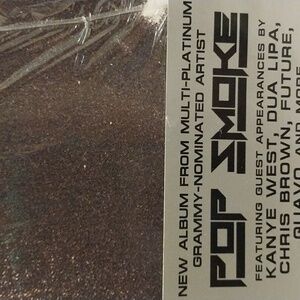 NEW ALBUM FROM MULTI-PLATINUM
GRAMMY-NOMINATED ARTIST
POP SMOKE
FEATURING GUEST APPEARANCES BY
KANYE WEST, DUA LIPA,
CHRIS BROWN, FUTURE,
QUAVO, AND MORE